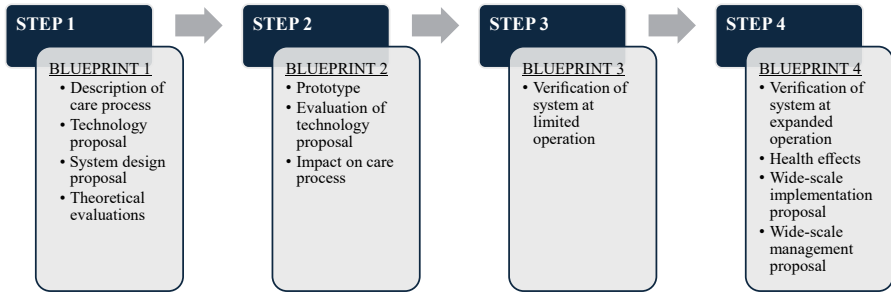 STEP 1
BLUEPRINT 1
• Description of
care process
• Technology
proposal
• System design
proposal
• Theoretical
evaluations
STEP 2
BLUEPRINT 2
• Prototype
• Evaluation of
technology
proposal
• Impact on care
process
STEP 3
BLUEPRINT 3
• Verification of
system at
limited
operation
STEP 4
BLUEPRINT 4
• Verification of
system at
expanded
operation
• Health effects
• Wide-scale
implementation
proposal
• Wide-scale
management
proposal